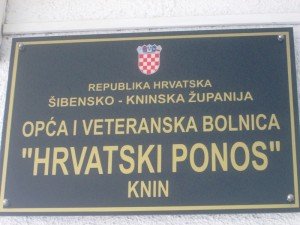 REPUBLIKA HRVATSKA
ŠIBENSKO - KNINSKA ŽUPANIJA
OPĆA I VETERANSKA BOLNICA
"HRVATSKI PONOS"
KNIN